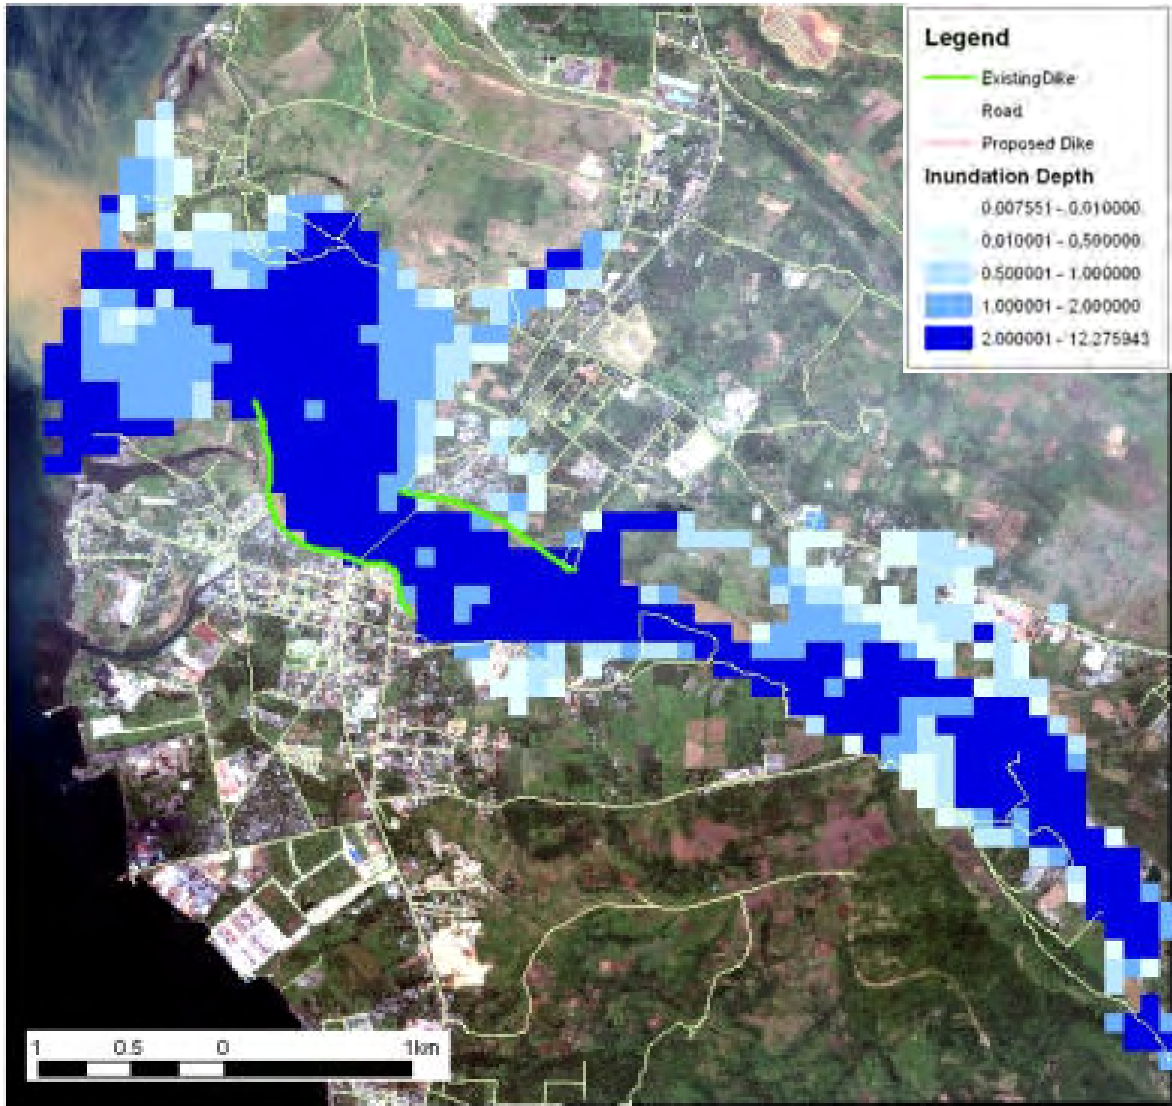 Legend
ExistingDike
Road
Proposed Dike
Inundation Depth
0.007551 - 0.010000
0.010001 - 0.500000
0.500001 - 1.000000
1.000001 - 2.000000
2.000001 - 12.275943
1 0.5 0 1km